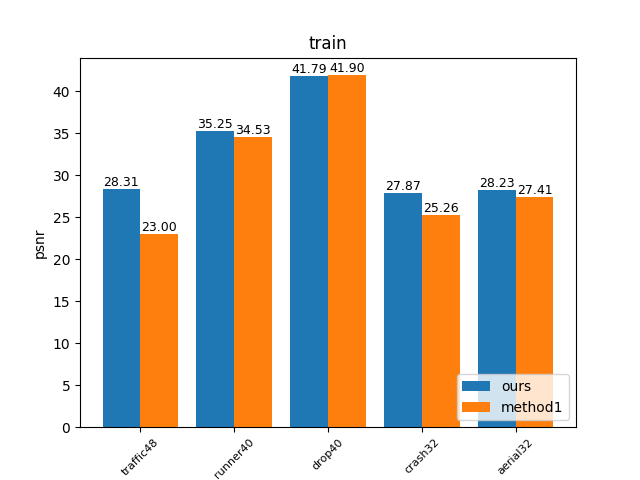 train
41.79 41.90
40
35.25 34.53
35
30
28.31
27.87
28.23
27.41
25.26
25
23.00
psnr
20
15
10
5
ours
method1
0
traffic48
runner40
drop40
crash32
aerial32